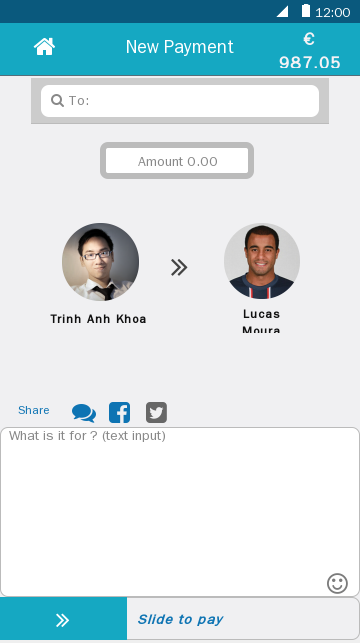 12:00
New Payment
€
987.05
To:
Amount 0.00
Trinh Anh Khoa
Lucas
Moura
Share
What is it for ? (text input)
Slide to pay